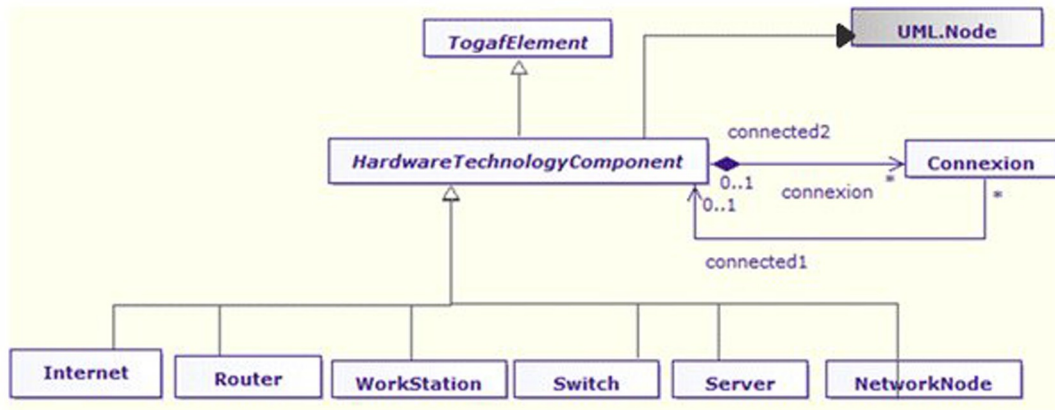 TogafElement
UML.Node
HardwareTechnologyComponent
connected2
Connexion
0..1
connexion
*
*
0..1
connected1
Internet
Router
WorkStation
Switch
Server
NetworkNode